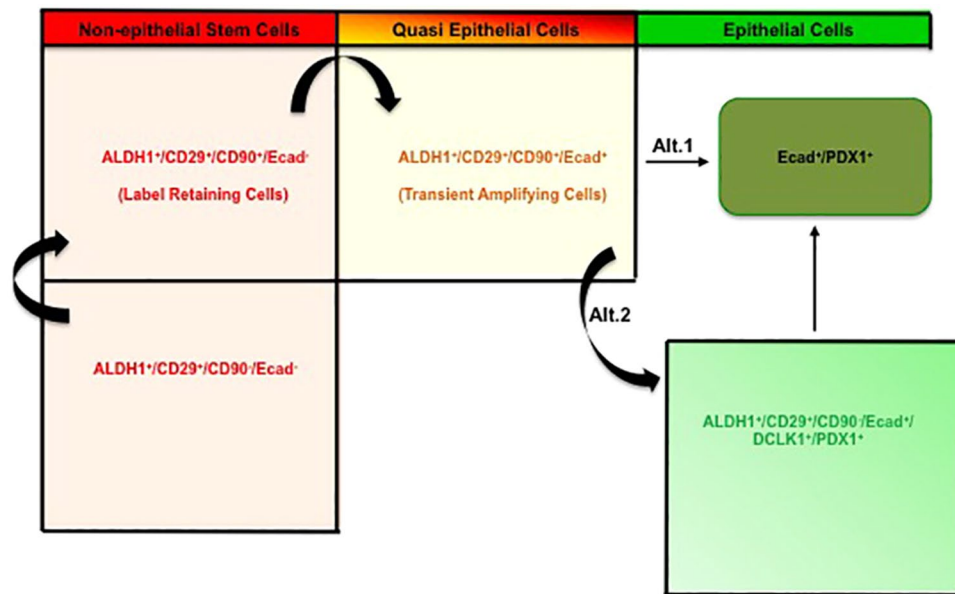 Non-epithelial Stem Cells
Quasi Epithelial Cells
Epithelial Cells
ALDH1⁺/CD29⁺/CD90⁺/Ecad⁻
(Label Retaining Cells)
ALDH1⁺/CD29⁺/CD90⁺/Ecad⁺
(Transient Amplifying Cells)
Alt.1
Ecad⁺/PDX1⁺
Alt.2
ALDH1⁺/CD29⁺/CD90⁻/Ecad⁻
ALDH1⁺/CD29⁺/CD90⁻/Ecad⁺/
DCLK1⁺/PDX1⁺